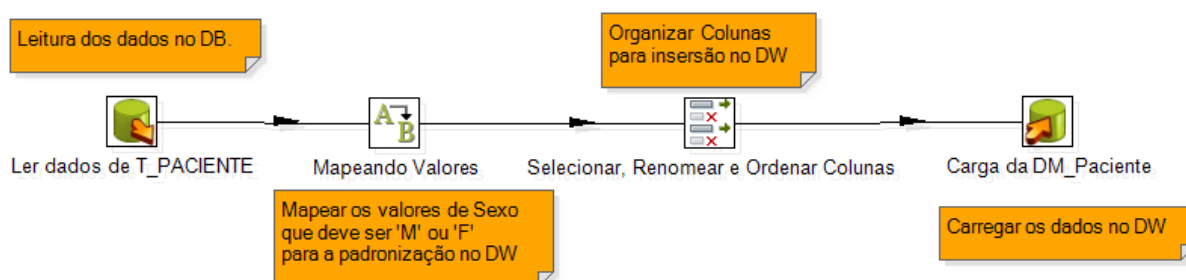 Leitura dos dados no DB.
Organizar Colunas
para insersão no DW
A
B
Ler dados de T_PACIENTE
Mapeando Valores
Selecionar, Renomear e Ordenar Colunas
Carga da DM_Paciente
Mapear os valores de Sexo
que deve ser 'M' ou 'F'
para a padronização no DW
Carregar os dados no DW